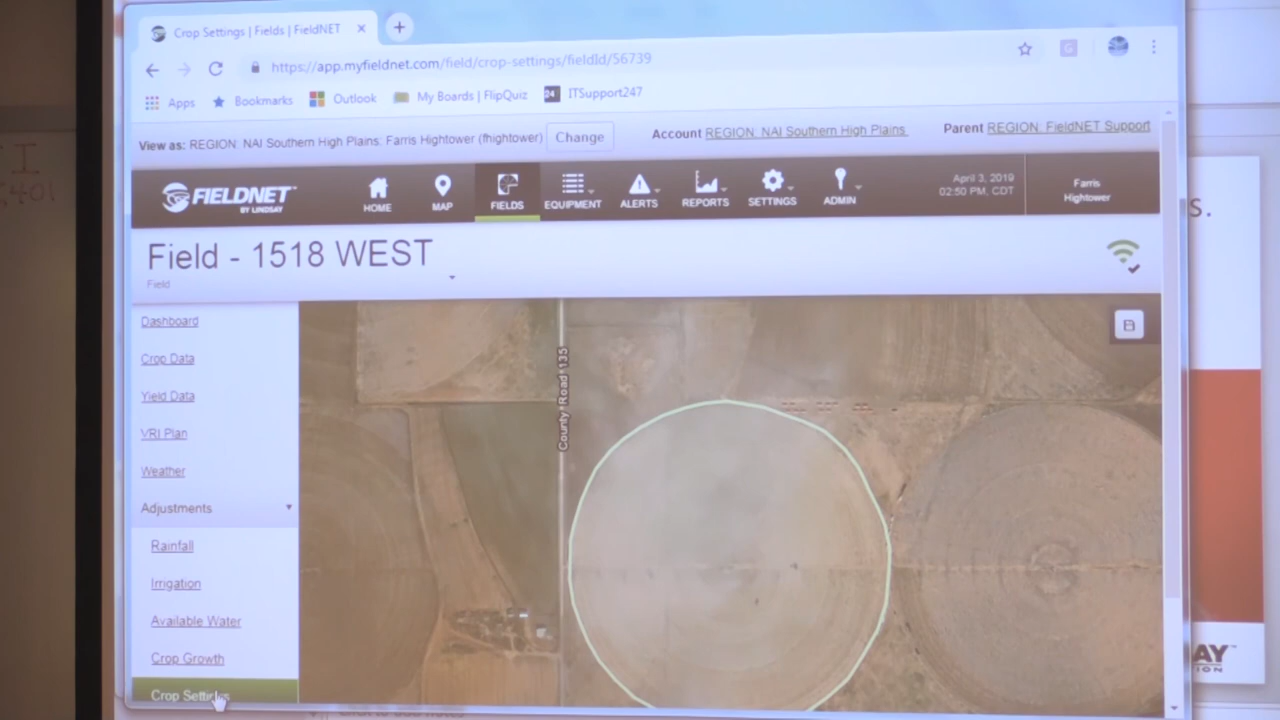 Crop Settings | Fields | FieldNET
https://app.myfieldnet.com/field/crop-settings/fieldId/56739
Apps Bookmarks Outlook My Boards | FlipQuiz 24 ITSupport247
View as: REGION: NAI Southern High Plains: Farris Hightower (fhightower) Change Account REGION: NAI Southern High Plains Parent REGION: FieldNET Support
FIELDNET
BY LINDSAY
HOME MAP FIELDS EQUIPMENT ALERTS REPORTS SETTINGS ADMIN
April 3, 2019
02:50 PM, CDT
Farris
Hightower
Field - 1518 WEST
Field
Dashboard
Crop Data
Yield Data
VRI Plan
Weather
Adjustments
Rainfall
Irrigation
Available Water
Crop Growth
Crop Settings
County Road 135
S.
AY
ION